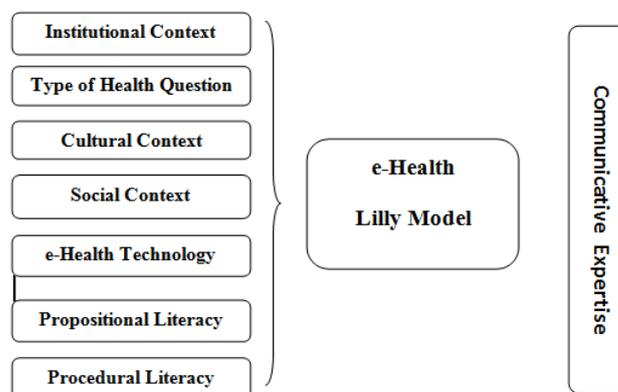 Institutional Context
Type of Health Question
Cultural Context
Social Context
e-Health Technology
Propositional Literacy
Procedural Literacy
e-Health
Lilly Model
Communicative Expertise